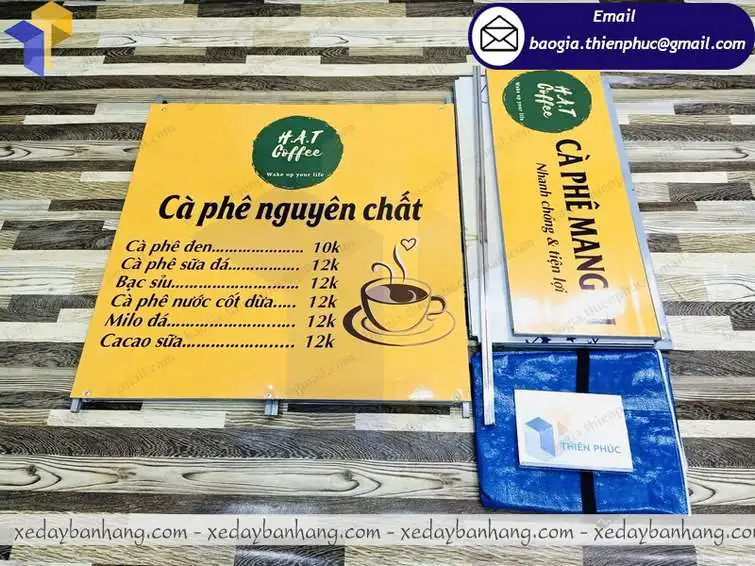 Email
baogia.thienphuc@gmail.com
H.A.T
Coffee
Wake up your life
Cà phê nguyên chất
Cà phê đen..................... 10k
Cà phê sữa đá................ 12k
Bạc sỉu............................. 12k
Cà phê nước cốt dừa..... 12k
Milo đá............................ 12k
Cacao sữa......................... 12k
H.A.T
Coffee
Wake up your life
CÀ PHÊ MANG
Nhanh chóng & tiện lợi
THIÊN PHÚC
xedaybanhang.com - xedaybanhang.com - xedaybanhang.com - xedaybanhang.com